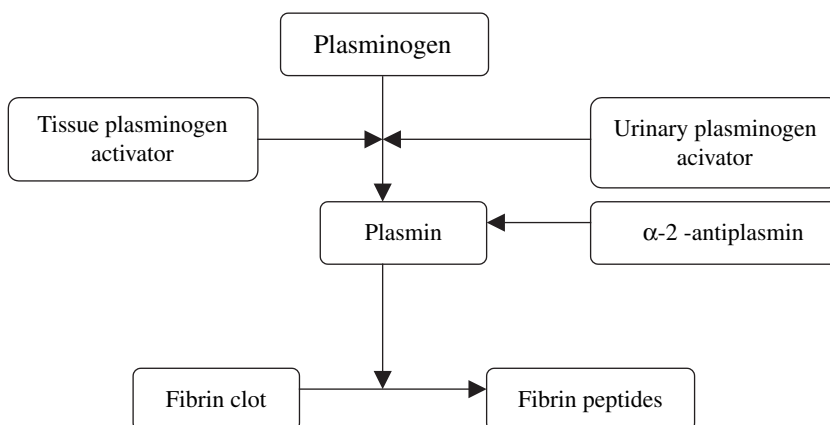 Plasminogen
Tissue plasminogen
activator
Urinary plasminogen
acivator
Plasmin
α-2 -antiplasmin
Fibrin clot
Fibrin peptides